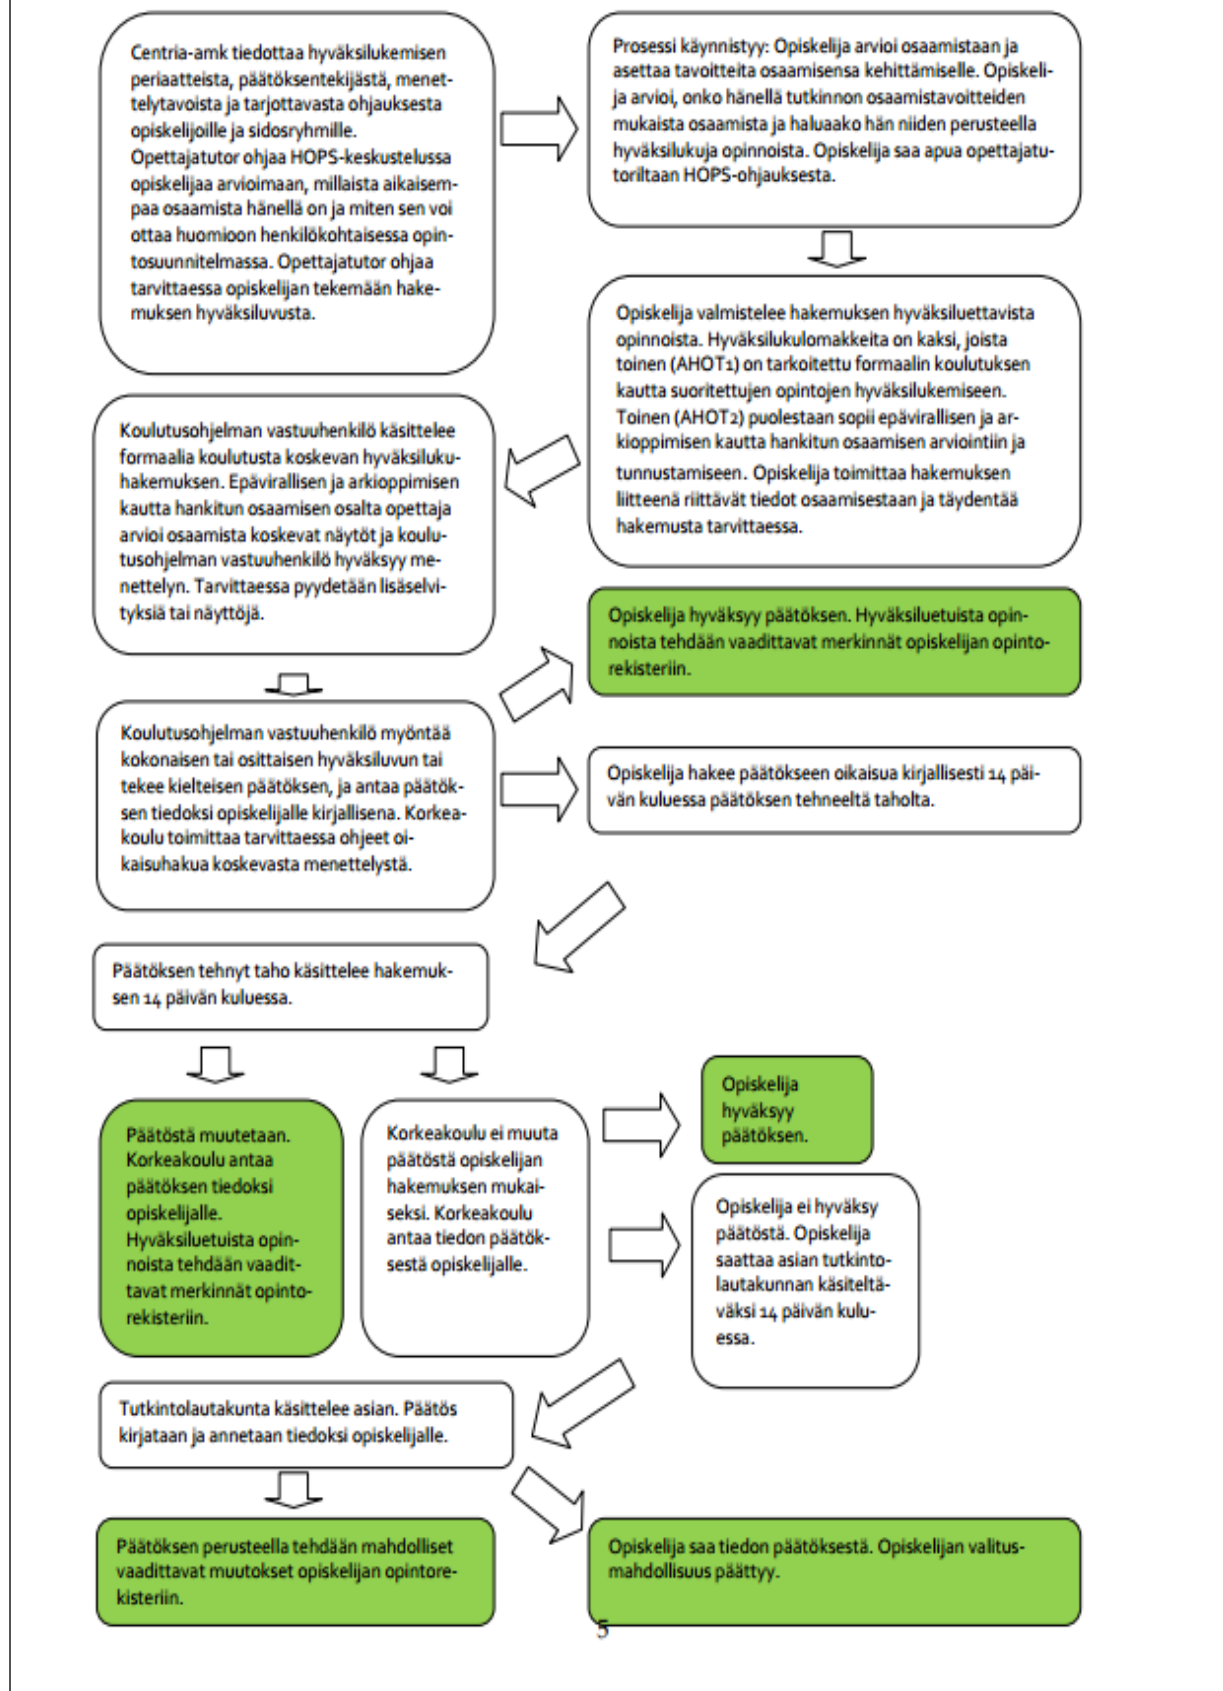 Centria-amk tiedottaa hyväksilukemisen
periaatteista, päätöksentekijästä, menet-
telytavoista ja tarjottavasta ohjauksesta
opiskelijoille ja sidosryhmille.
Opettajatutor ohjaa HOPS-keskustelussa
opiskelijaa arvioimaan, millaista aikaisem-
paa osaamista hänellä on ja miten sen voi
ottaa huomioon henkilökohtaisessa opin-
tosuunnitelmassa. Opettajatutor ohjaa
tarvittaessa opiskelijan tekemään hake-
muksen hyväksiluvusta.
Prosessi käynnistyy: Opiskelija arvioi osaamistaan ja
asettaa tavoitteita osaamisensa kehittämiselle. Opiskeli-
ja arvioi, onko hänellä tutkinnon osaamistavoitteiden
mukaista osaamista ja haluaako hän niiden perusteella
hyväksilukuja opinnoista. Opiskelija saa apua opettajatu-
toriltaan HOPS-ohjauksesta.
Opiskelija valmistelee hakemuksen hyväksiluettavista
opinnoista. Hyväksilukulomakkeita on kaksi, joista
toinen (AHOT1) on tarkoitettu formaalin koulutuksen
kautta suoritettujen opintojen hyväksilukemiseen.
Toinen (AHOT2) puolestaan sopii epävirallisen ja ar-
kioppimisen kautta hankitun osaamisen arviointiin ja
tunnustamiseen. Opiskelija toimittaa hakemuksen
liitteenä riittävät tiedot osaamisestaan ja täydentää
hakemusta tarvittaessa.
Koulutusohjelman vastuuhenkilö käsittelee
formaalia koulutusta koskevan hyväksiluku-
hakemuksen. Epävirallisen ja arkioppimisen
kautta hankitun osaamisen osalta opettaja
arvioi osaamista koskevat näytöt ja koulu-
tusohjelman vastuuhenkilö hyväksyy me-
nettelyn. Tarvittaessa pyydetään lisäselvi-
tyksiä tai näyttöjä.
Opiskelija hyväksyy päätöksen. Hyväksiluetuista opin-
noista tehdään vaadittavat merkinnät opiskelijan opinto-
rekisteriin.
Koulutusohjelman vastuuhenkilö myöntää
kokonaisen tai osittaisen hyväksiluvun tai
tekee kielteisen päätöksen, ja antaa päätök-
sen tiedoksi opiskelijalle kirjallisena. Korkea-
koulu toimittaa tarvittaessa ohjeet oi-
kaisuhakua koskevasta menettelystä.
Opiskelija hakee päätökseen oikaisua kirjallisesti 14 päi-
vän kuluessa päätöksen tehneeltä taholta.
Päätöksen tehnyt taho käsittelee hakemuk-
sen 14 päivän kuluessa.
Päätöstä muutetaan.
Korkeakoulu antaa
päätöksen tiedoksi
opiskelijalle.
Hyväksiluetuista opin-
noista tehdään vaadit-
tavat merkinnät opinto-
rekisteriin.
Korkeakoulu ei muuta
päätöstä opiskelijan
hakemuksen mukai-
seksi. Korkeakoulu
antaa tiedon päätök-
sestä opiskelijalle.
Opiskelija
hyväksyy
päätöksen.
Opiskelija ei hyväksy
päätöstä. Opiskelija
saattaa asian tutkinto-
lautakunnan käsiteltä-
väksi 14 päivän kulu-
essa.
Tutkintolautakunta käsittelee asian. Päätös
kirjataan ja annetaan tiedoksi opiskelijalle.
Päätöksen perusteella tehdään mahdolliset
vaadittavat muutokset opiskelijan opintore-
kisteriin.
Opiskelija saa tiedon päätöksestä. Opiskelijan valitus-
mahdollisuus päättyy.
5